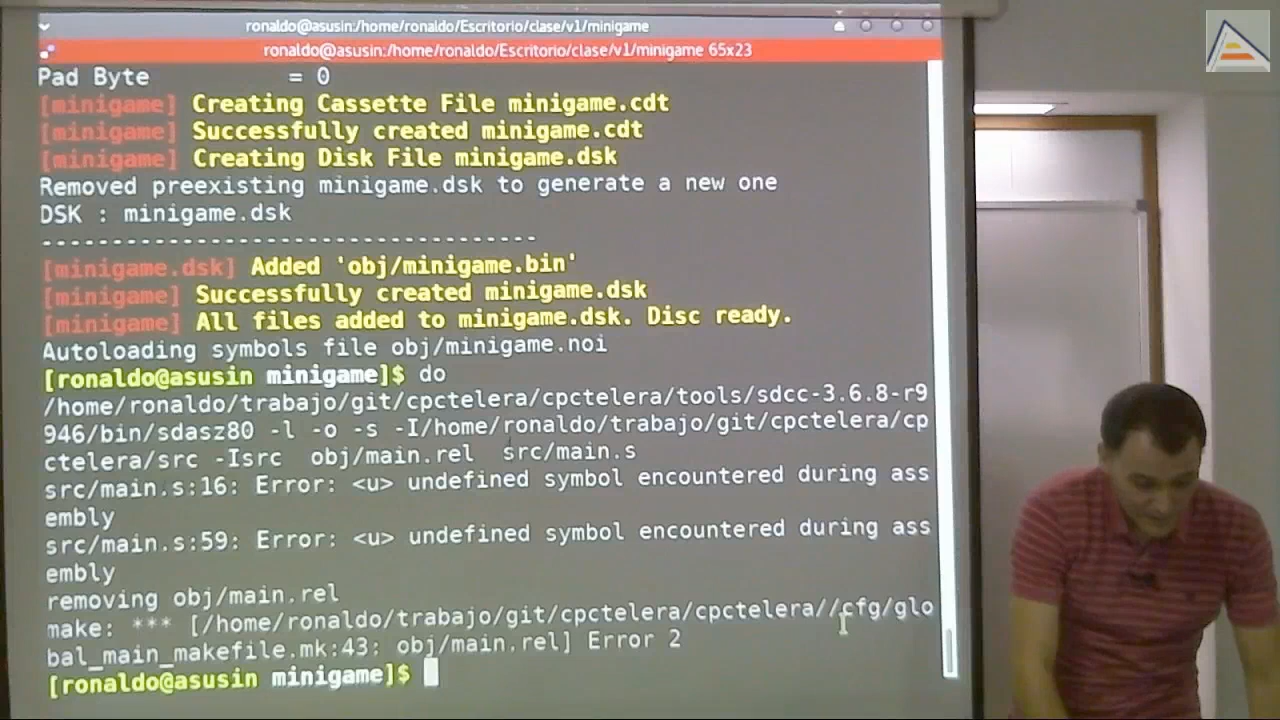 ronaldo@asusin:/home/ronaldo/Escritorio/clase/v1/minigame
ronaldo@asusin:/home/ronaldo/Escritorio/clase/v1/minigame 65x23
Pad Byte = 0
[minigame] Creating Cassette File minigame.cdt
[minigame] Successfully created minigame.cdt
[minigame] Creating Disk File minigame.dsk
Removed preexisting minigame.dsk to generate a new one
DSK : minigame.dsk
------------------------------------
[minigame.dsk] Added 'obj/minigame.bin'
[minigame] Successfully created minigame.dsk
[minigame] All files added to minigame.dsk. Disc ready.
Autoloading symbols file obj/minigame.noi
[ronaldo@asusin minigame]$ do
/home/ronaldo/trabajo/git/cpctelera/cpctelera/tools/sdcc-3.6.8-r9
946/bin/sdasz80 -l -o -s -I/home/ronaldo/trabajo/git/cpctelera/cp
ctelera/src -Isrc obj/main.rel src/main.s
src/main.s:16: Error: <u> undefined symbol encountered during ass
embly
src/main.s:59: Error: <u> undefined symbol encountered during ass
embly
removing obj/main.rel
make: *** [/home/ronaldo/trabajo/git/cpctelera/cpctelera//cfg/glo
bal_main_makefile.mk:43: obj/main.rel] Error 2
[ronaldo@asusin minigame]$